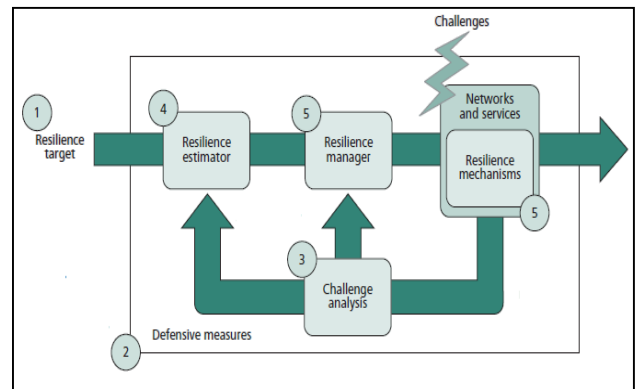 Challenges
1
Resilience
target
4
Resilience
estimator
5
Resilience
manager
Networks
and services
Resilience
mechanisms
5
3
Challenge
analysis
Defensive measures
2